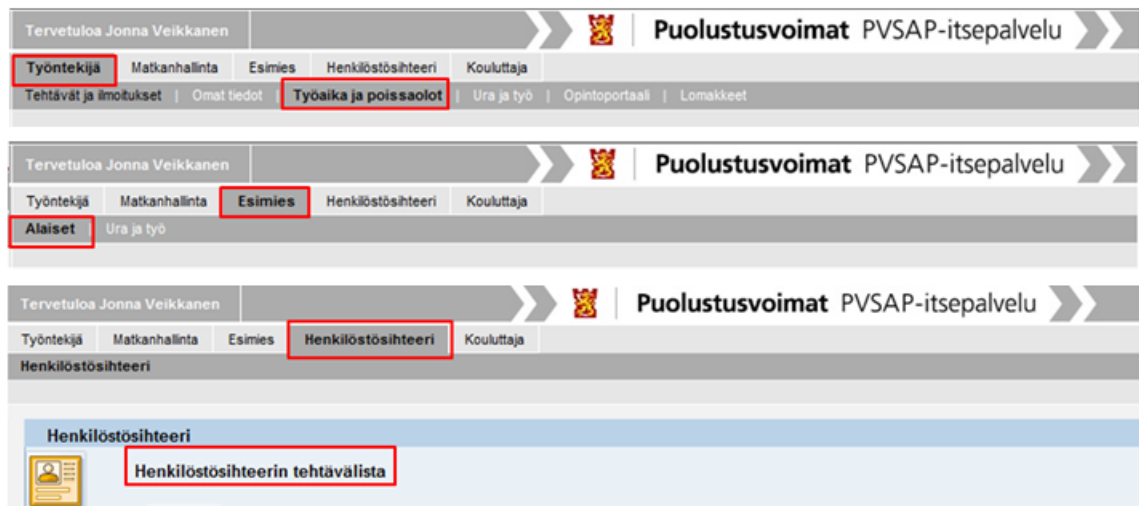 Tervetuloa Jonna Veikkanen Puolustusvoimat PVSAP-itsepalvelu
Työntekijä Matkanhallinta Esimies Henkilöstösihteeri Kouluttaja
Tehtävät ja ilmoitukset | Omat tiedot | Työaika ja poissaolot | Ura ja työ | Opintoportaali | Lomakkeet
Tervetuloa Jonna Veikkanen Puolustusvoimat PVSAP-itsepalvelu
Työntekijä Matkanhallinta Esimies Henkilöstösihteeri Kouluttaja
Alaiset | Ura ja työ
Tervetuloa Jonna Veikkanen Puolustusvoimat PVSAP-itsepalvelu
Työntekijä Matkanhallinta Esimies Henkilöstösihteeri Kouluttaja
Henkilöstösihteeri
Henkilöstösihteeri
Henkilöstösihteerin tehtävälista